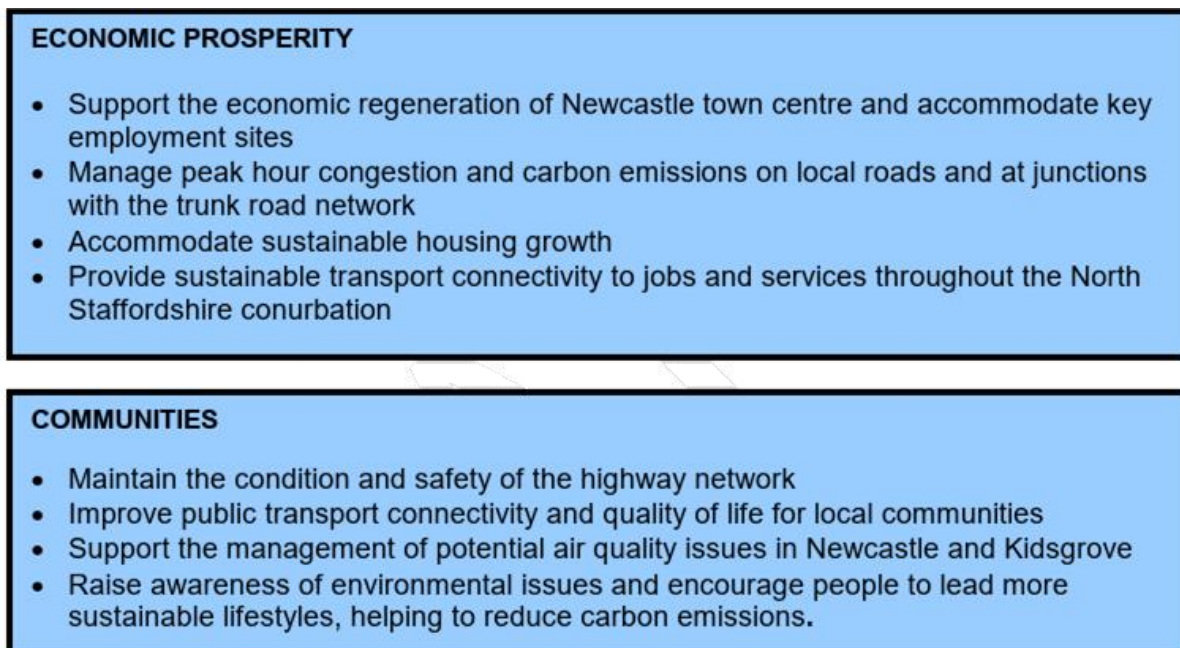 ECONOMIC PROSPERITY
• Support the economic regeneration of Newcastle town centre and accommodate key
employment sites
• Manage peak hour congestion and carbon emissions on local roads and at junctions
with the trunk road network
• Accommodate sustainable housing growth
• Provide sustainable transport connectivity to jobs and services throughout the North
Staffordshire conurbation
COMMUNITIES
• Maintain the condition and safety of the highway network
• Improve public transport connectivity and quality of life for local communities
• Support the management of potential air quality issues in Newcastle and Kidsgrove
• Raise awareness of environmental issues and encourage people to lead more
sustainable lifestyles, helping to reduce carbon emissions.